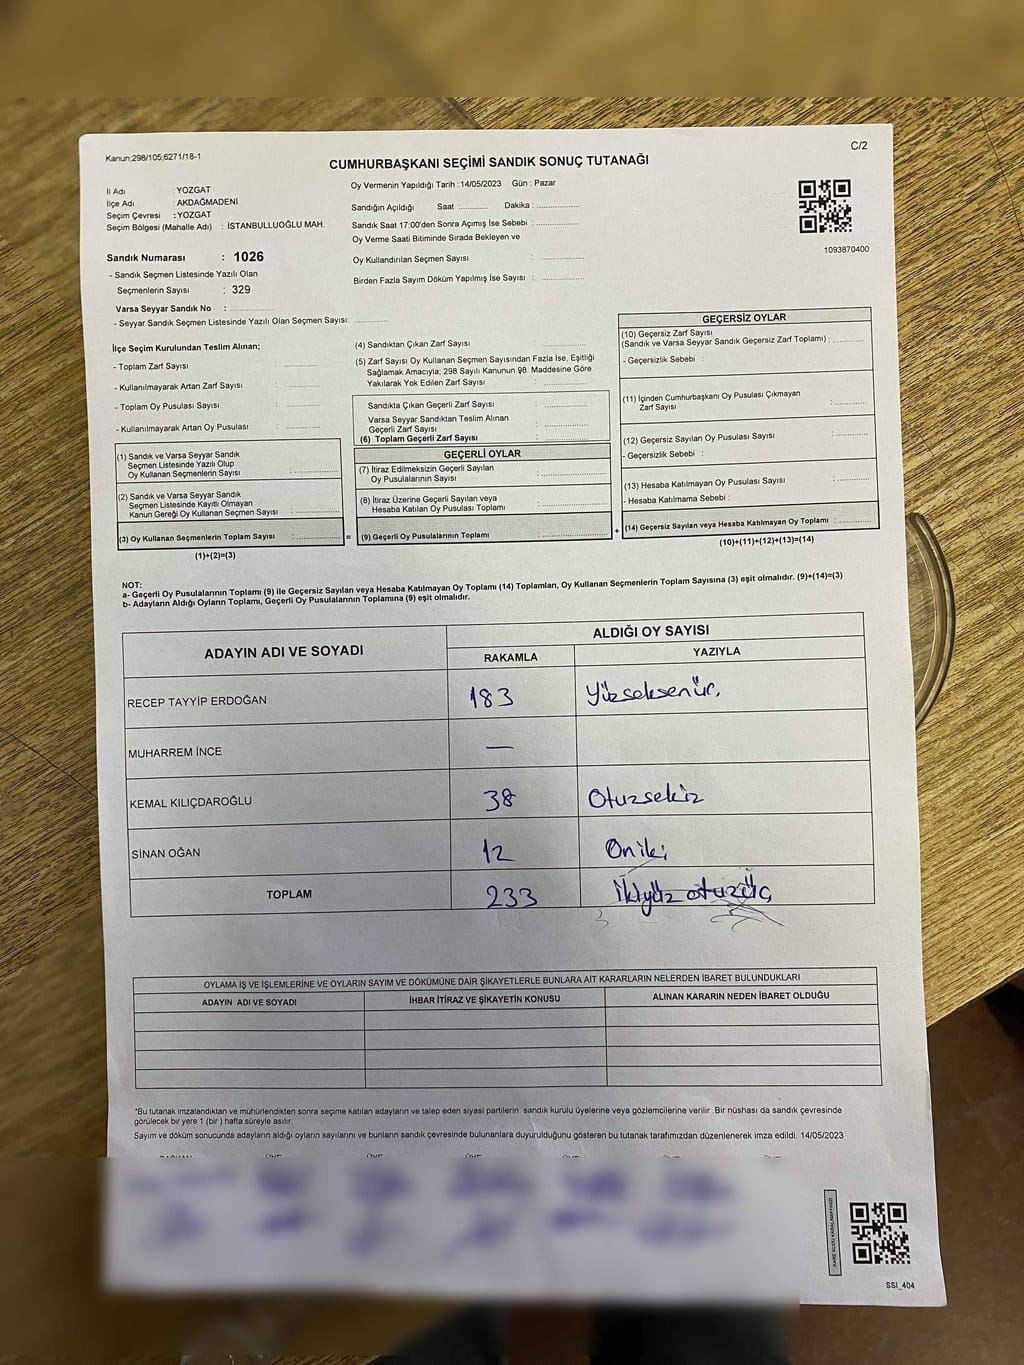 Kanun;298/105;6271/18-1
C/2
CUMHURBAŞKANI SEÇİMİ SANDIK SONUÇ TUTANAĞI
İl Adı : YOZGAT
İlçe Adı : AKDAĞMADENİ
Seçim Çevresi : YOZGAT
Seçim Bölgesi (Mahalle Adı) : İSTANBULLUOĞLU MAH.
Sandık Numarası : 1026
- Sandık Seçmen Listesinde Yazılı Olan
Seçmenlerin Sayısı : 329
Varsa Seyyar Sandık No :
- Seyyar Sandık Seçmen Listesinde Yazılı Olan Seçmen Sayısı:
Oy Vermenin Yapıldığı Tarih :14/05/2023 Gün : Pazar
Sandığın Açıldığı Saat : Dakika :
Sandık Saat 17:00'den Sonra Açımış İse Sebebi :
Oy Verme Saati Bitiminde Sırada Bekleyen ve
Oy Kullandırılan Seçmen Sayısı :
Birden Fazla Sayım Döküm Yapılmış İse Sayısı :
1093870400
İlçe Seçim Kurulundan Teslim Alınan;
- Toplam Zarf Sayısı :
- Kullanılmayarak Artan Zarf Sayısı :
- Toplam Oy Pusulası Sayısı :
- Kullanılmayarak Artan Oy Pusulası :
(1) Sandık ve Varsa Seyyar Sandık
Seçmen Listesinde Yazılı Olup
Oy Kullanan Seçmenlerin Sayısı :
(2) Sandık ve Varsa Seyyar Sandık
Seçmen Listesinde Kayıtlı Olmayan
Kanun Gereği Oy Kullanan Seçmen Sayısı :
(3) Oy Kullanan Seçmenlerin Toplam Sayısı :
(1)+(2)=(3)
(4) Sandıktan Çıkan Zarf Sayısı :
(5) Zarf Sayısı Oy Kullanan Seçmen Sayısından Fazla İse, Eşitliği
Sağlamak Amacıyla; 298 Sayılı Kanunun 98. Maddesine Göre
Yakılarak Yok Edilen Zarf Sayısı :
Sandıkta Çıkan Geçerli Zarf Sayısı :
Varsa Seyyar Sandıktan Teslim Alınan
Geçerli Zarf Sayısı :
(6) Toplam Geçerli Zarf Sayısı :
GEÇERLİ OYLAR
(7) İtiraz Edilmeksizin Geçerli Sayılan
Oy Pusulalarının Sayısı :
(8) İtiraz Üzerine Geçerli Sayılan veya
Hesaba Katılan Oy Pusulası Toplamı :
= (9) Geçerli Oy Pusulalarının Toplamı :
GEÇERSİZ OYLAR
(10) Geçersiz Zarf Sayısı
(Sandık ve Varsa Seyyar Sandık Geçersiz Zarf Toplamı) :
- Geçersizlik Sebebi :
(11) İçinden Cumhurbaşkanı Oy Pusulası Çıkmayan
Zarf Sayısı :
(12) Geçersiz Sayılan Oy Pusulası Sayısı :
- Geçersizlik Sebebi :
(13) Hesaba Katılmayan Oy Pusulası Sayısı :
- Hesaba Katılmama Sebebi :
+ (14) Geçersiz Sayılan veya Hesaba Katılmayan Oy Toplamı :
(10)+(11)+(12)+(13)=(14)
NOT:
a- Geçerli Oy Pusulalarının Toplamı (9) ile Geçersiz Sayılan veya Hesaba Katılmayan Oy Toplamı (14) Toplamları, Oy Kullanan Seçmenlerin Toplam Sayısına (3) eşit olmalıdır. (9)+(14)=(3)
b- Adayların Aldığı Oyların Toplamı, Geçerli Oy Pusulalarının Toplamına (9) eşit olmalıdır.
ADAYIN ADI VE SOYADI
ALDIĞI OY SAYISI
RAKAMLA YAZIYLA
RECEP TAYYİP ERDOĞAN 183 Yüzseksenüç
MUHARREM İNCE —
KEMAL KILIÇDAROĞLU 38 Otuzsekiz
SİNAN OĞAN 12 Oniki
TOPLAM 233 İkiyüz otuzüç
OYLAMA İŞ VE İŞLEMLERİNE VE OYLARIN SAYIM VE DÖKÜMÜNE DAİR ŞİKAYETLERLE BUNLARA AİT KARARLARIN NELERDEN İBARET BULUNDUKLARI
ADAYIN ADI VE SOYADI İHBAR İTİRAZ VE ŞİKAYETİN KONUSU ALINAN KARARIN NEDEN İBARET OLDUĞU
*Bu tutanak imzalandıktan ve mühürlendikten sonra seçime katılan adayların ve talep eden siyasi partilerin sandık kurulu üyelerine veya gözlemcilerine verilir .Bir nüshası da sandık çevresinde
görülecek bir yere 1 (bir ) hafta süreyle asılır.
Sayım ve döküm sonucunda adayların aldığı oyların sayılarını ve bunların sandık çevresinde bulunanlara duyurulduğunu gösteren bu tutanak tarafımızdan düzenlenerek imza edildi. 14/05/2023
SSI_404